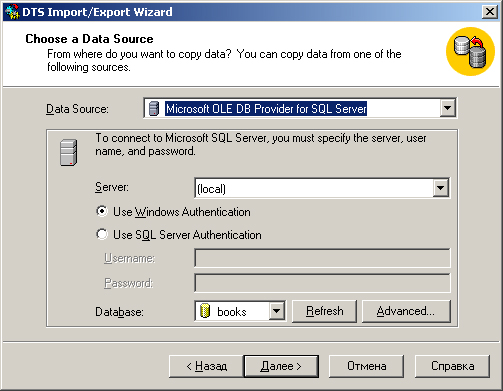 DTS Import/Export Wizard
Choose a Data Source
From where do you want to copy data? You can copy data from one of the
following sources.
Data Source: Microsoft OLE DB Provider for SQL Server
To connect to Microsoft SQL Server, you must specify the server, user
name, and password.
Server: (local)
Use Windows Authentication
Use SQL Server Authentication
Username:
Password:
Database: books Refresh Advanced...
< Назад Далее > Отмена Справка